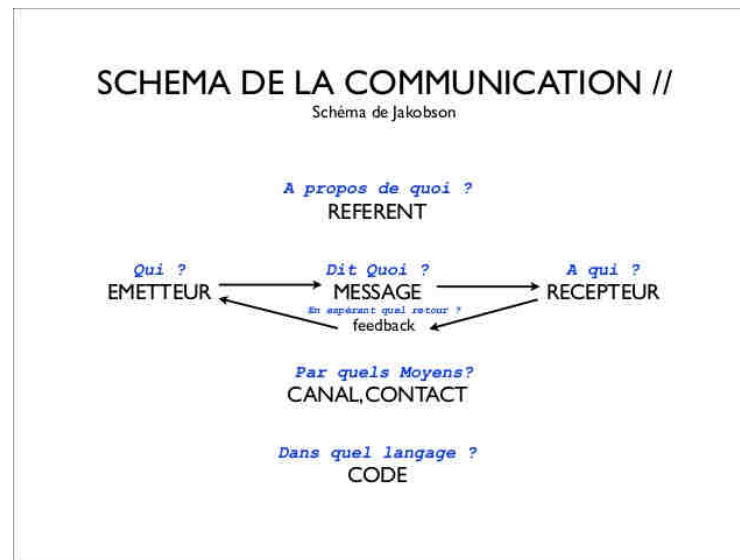 SCHEMA DE LA COMMUNICATION //
Schéma de Jakobson
A propos de quoi ?
REFERENT
Qui ?
EMETTEUR
Dit Quoi ?
MESSAGE
A qui ?
RECEPTEUR
En espérant quel retour ?
feedback
Par quels Moyens?
CANAL,CONTACT
Dans quel langage ?
CODE